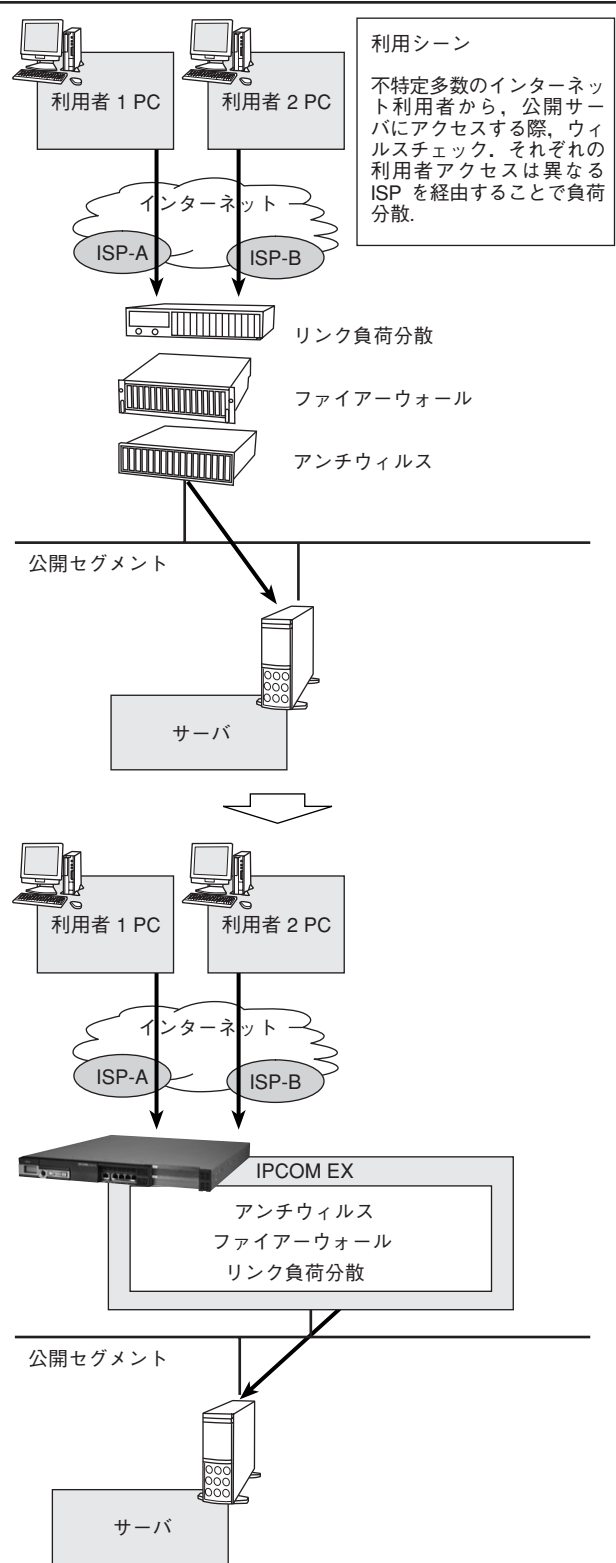 利用者 1 PC
利用者 2 PC
利用シーン
不特定多数のインターネッ
ト利用者から，公開サー
バにアクセスする際，ウィ
ルスチェック．それぞれの
利用者アクセスは異なる
ISP を経由することで負荷
分散.
インターネット
ISP-A
ISP-B
リンク負荷分散
ファイアーウォール
アンチウィルス
公開セグメント
サーバ
利用者 1 PC
利用者 2 PC
インターネット
ISP-A
ISP-B
IPCOM EX
アンチウィルス
ファイアーウォール
リンク負荷分散
公開セグメント
サーバ